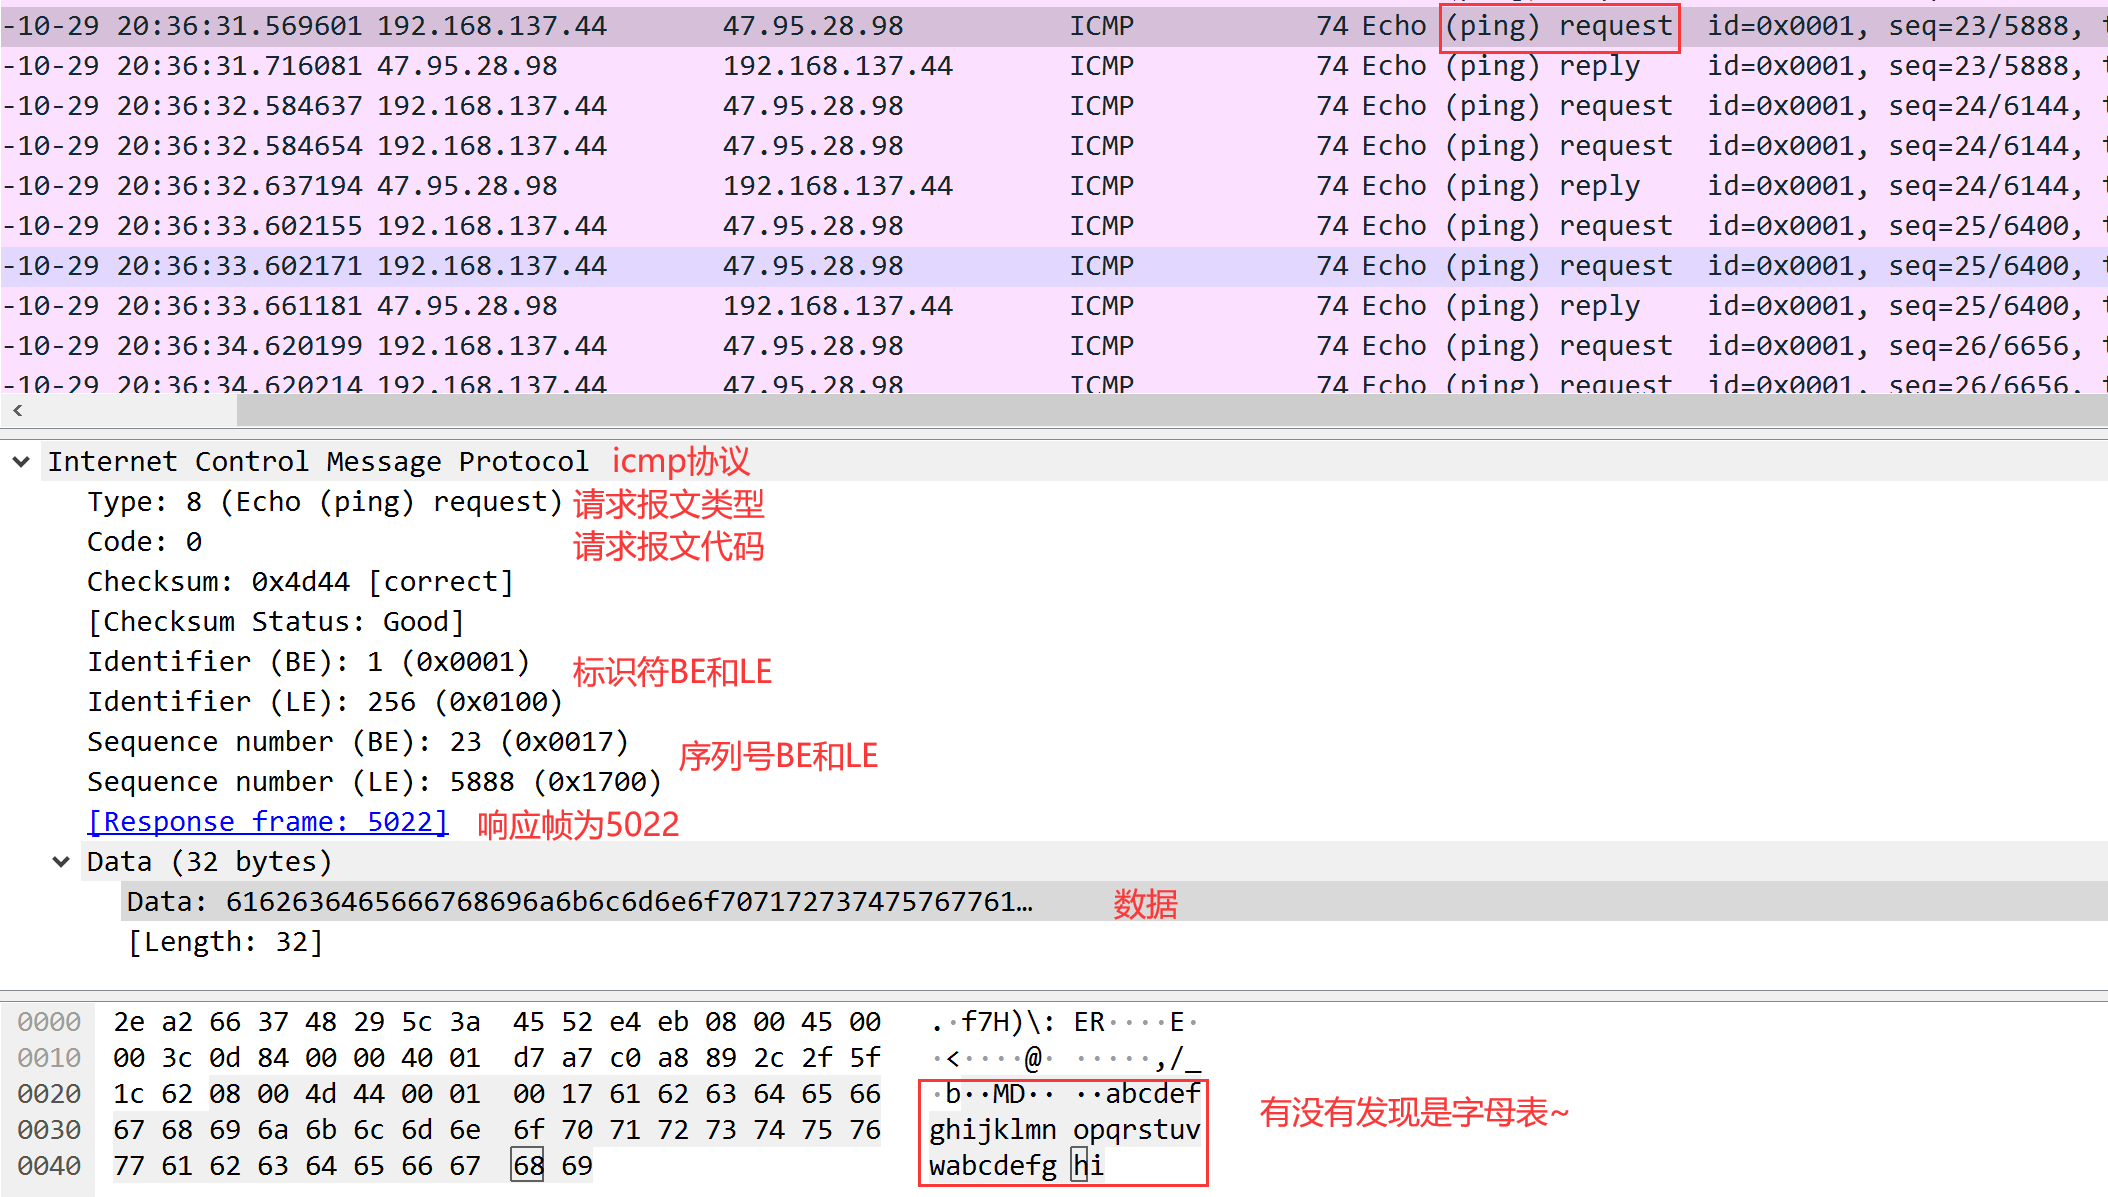 -10-29 20:36:31.569601 192.168.137.44 47.95.28.98 ICMP 74 Echo (ping) request id=0x0001, seq=23/5888,
-10-29 20:36:31.716081 47.95.28.98 192.168.137.44 ICMP 74 Echo (ping) reply id=0x0001, seq=23/5888,
-10-29 20:36:32.584637 192.168.137.44 47.95.28.98 ICMP 74 Echo (ping) request id=0x0001, seq=24/6144,
-10-29 20:36:32.584654 192.168.137.44 47.95.28.98 ICMP 74 Echo (ping) request id=0x0001, seq=24/6144,
-10-29 20:36:32.637194 47.95.28.98 192.168.137.44 ICMP 74 Echo (ping) reply id=0x0001, seq=24/6144,
-10-29 20:36:33.602155 192.168.137.44 47.95.28.98 ICMP 74 Echo (ping) request id=0x0001, seq=25/6400,
-10-29 20:36:33.602171 192.168.137.44 47.95.28.98 ICMP 74 Echo (ping) request id=0x0001, seq=25/6400,
-10-29 20:36:33.661181 47.95.28.98 192.168.137.44 ICMP 74 Echo (ping) reply id=0x0001, seq=25/6400,
-10-29 20:36:34.620199 192.168.137.44 47.95.28.98 ICMP 74 Echo (ping) request id=0x0001, seq=26/6656,
-10-29 20:36:34.620214 192.168.137.44 47.95.28.98 ICMP 74 Echo (ping) request id=0x0001, seq=26/6656,
Internet Control Message Protocol icmp协议
Type: 8 (Echo (ping) request) 请求报文类型
Code: 0 请求报文代码
Checksum: 0x4d44 [correct]
[Checksum Status: Good]
Identifier (BE): 1 (0x0001) 标识符BE和LE
Identifier (LE): 256 (0x0100)
Sequence number (BE): 23 (0x0017) 序列号BE和LE
Sequence number (LE): 5888 (0x1700)
[Response frame: 5022] 响应帧为5022
Data (32 bytes)
Data: 6162636465666768696a6b6c6d6e6f707172737475767761… 数据
[Length: 32]
0000 2e a2 66 37 48 29 5c 3a 45 52 e4 eb 08 00 45 00 .·f7H)\: ER····E·
0010 00 3c 0d 84 00 00 40 01 d7 a7 c0 a8 89 2c 2f 5f ·<····@· ·····,/_
0020 1c 62 08 00 4d 44 00 01 00 17 61 62 63 64 65 66 ·b··MD·· ··abcdef
0030 67 68 69 6a 6b 6c 6d 6e 6f 70 71 72 73 74 75 76 ghijklmn opqrstuv
0040 77 61 62 63 64 65 66 67 68 69 wabcdefg hi
有没有发现是字母表~